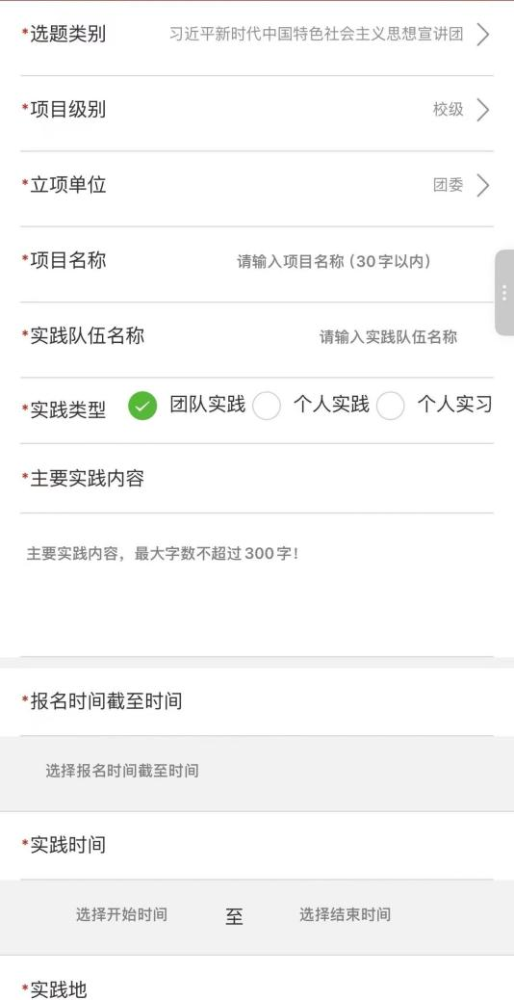 *选题类别 习近平新时代中国特色社会主义思想宣讲团
*项目级别 校级
*立项单位 团委
*项目名称 请输入项目名称（30字以内）
*实践队伍名称 请输入实践队伍名称
*实践类型 团队实践 个人实践 个人实习
*主要实践内容
主要实践内容，最大字数不超过300字！
*报名时间截至时间
选择报名时间截至时间
*实践时间
选择开始时间 至 选择结束时间
*实践地